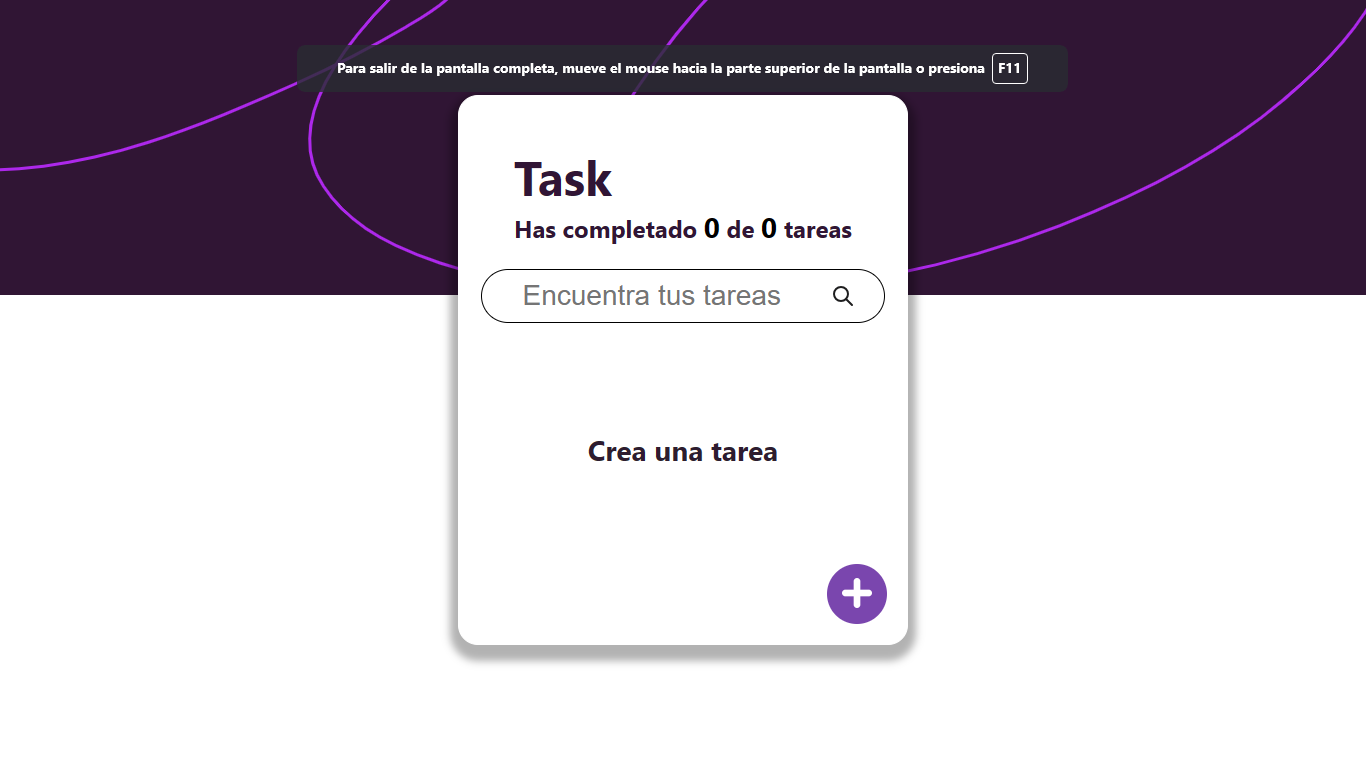 Para salir de la pantalla completa, mueve el mouse hacia la parte superior de la pantalla o presiona F11
Task
Has completado 0 de 0 tareas
Encuentra tus tareas
Crea una tarea